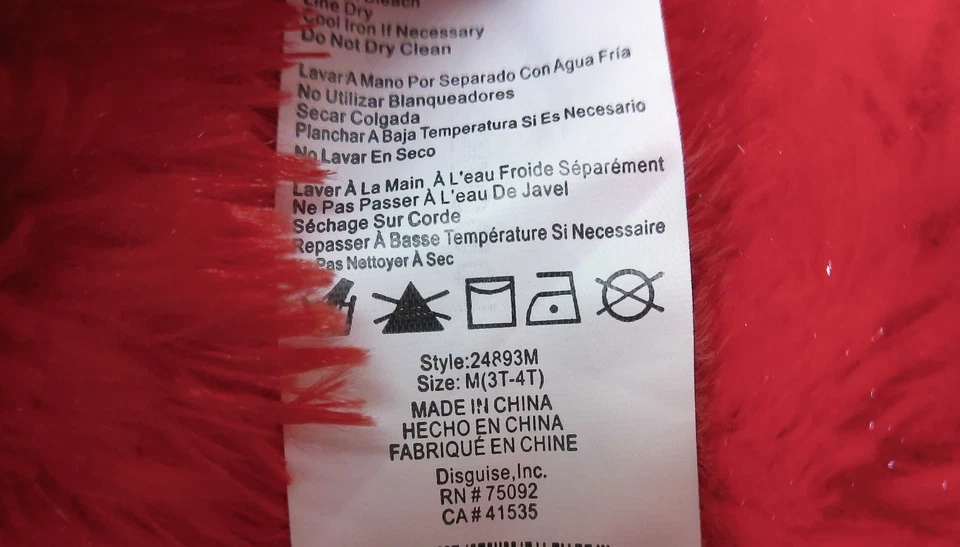 Bleach
Line Dry
Cool Iron If Necessary
Do Not Dry Clean
Lavar A Mano Por Separado Con Agua Fría
No Utilizar Blanqueadores
Secar Colgada
Planchar A Baja Temperatura Si Es Necesario
No Lavar En Seco
Laver À La Main À L'eau Froide Séparément
Ne Pas Passer À L'eau De Javel
Séchage Sur Corde
Repasser À Basse Température Si Necessaire
Pas Nettoyer À Sec
Style:24893M
Size: M(3T-4T)
MADE IN CHINA
HECHO EN CHINA
FABRIQUÉ EN CHINE
Disguise,Inc.
RN # 75092
CA # 41535